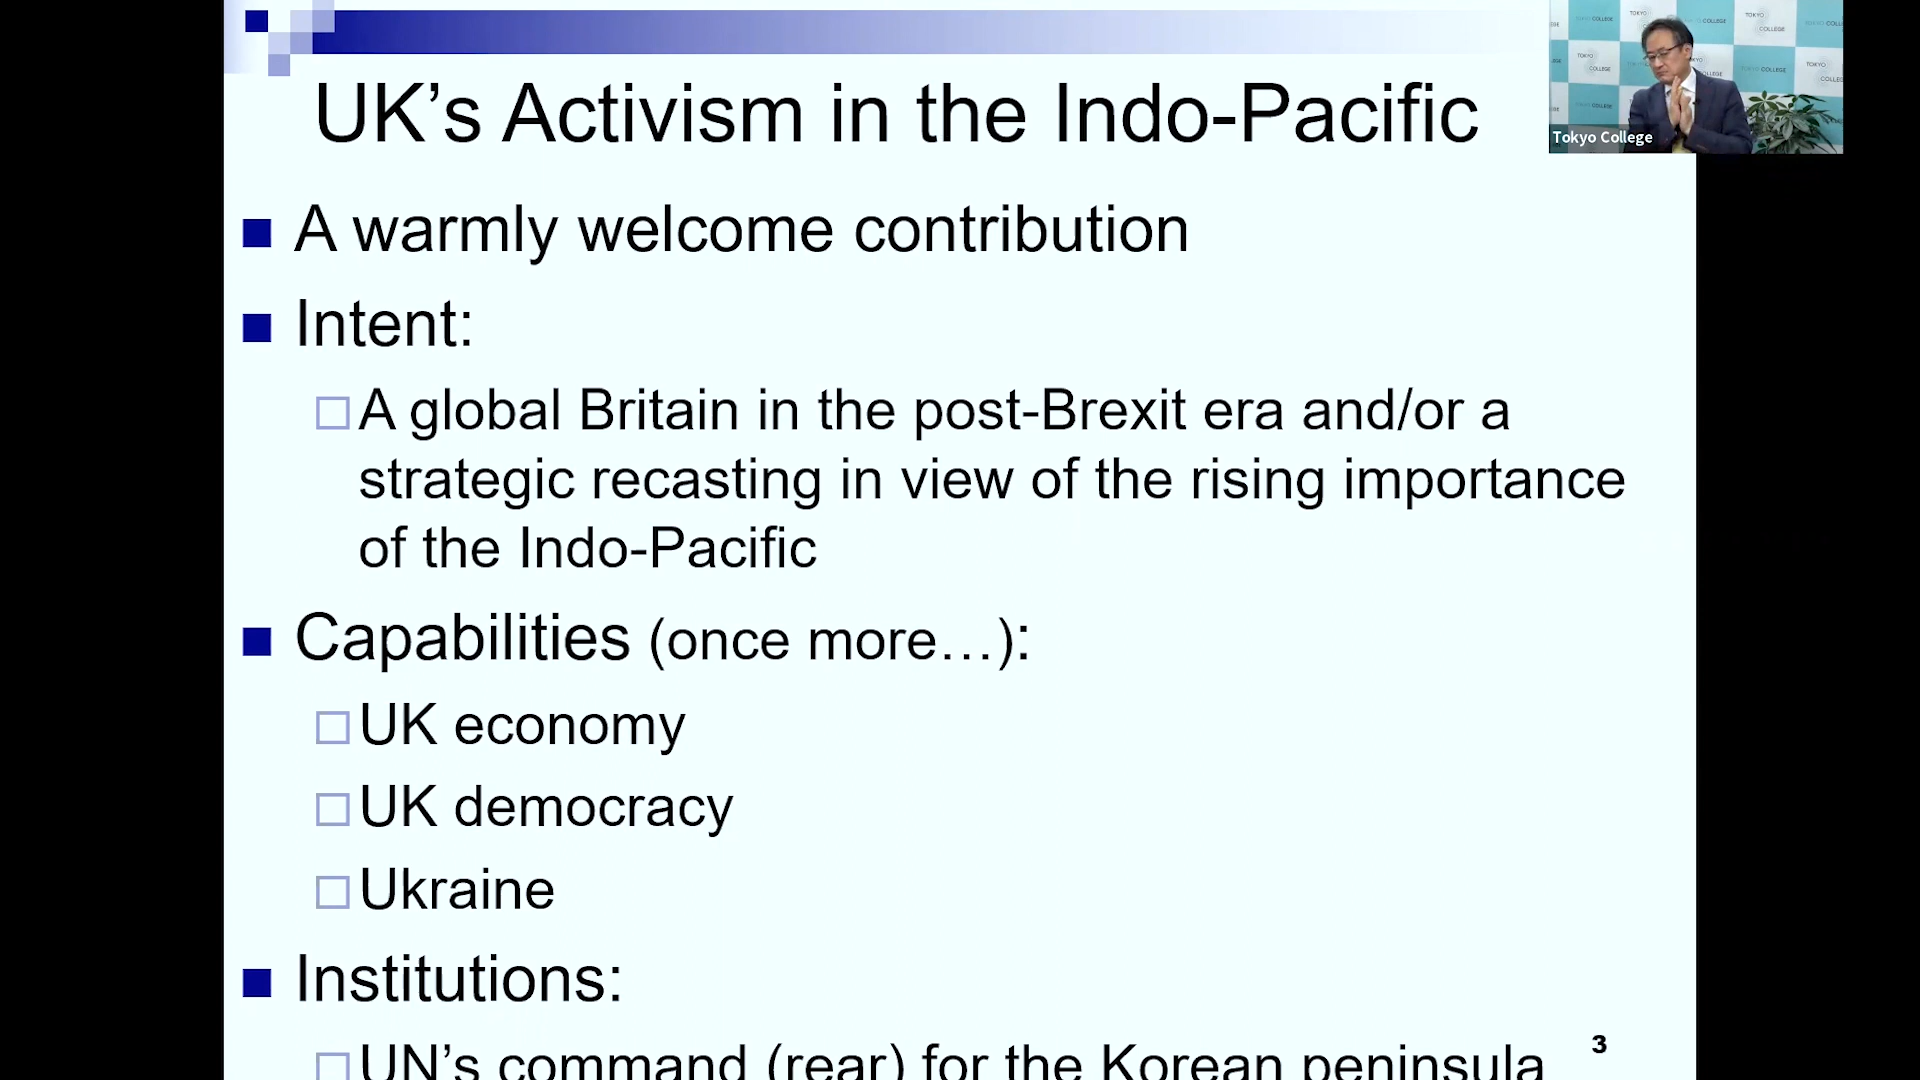 UK’s Activism in the Indo-Pacific
A warmly welcome contribution
Intent:
A global Britain in the post-Brexit era and/or a
strategic recasting in view of the rising importance
of the Indo-Pacific
Capabilities (once more…):
UK economy
UK democracy
Ukraine
Institutions:
UN’s command (rear) for the Korean peninsula
3
Tokyo College
TOKYO COLLEGE